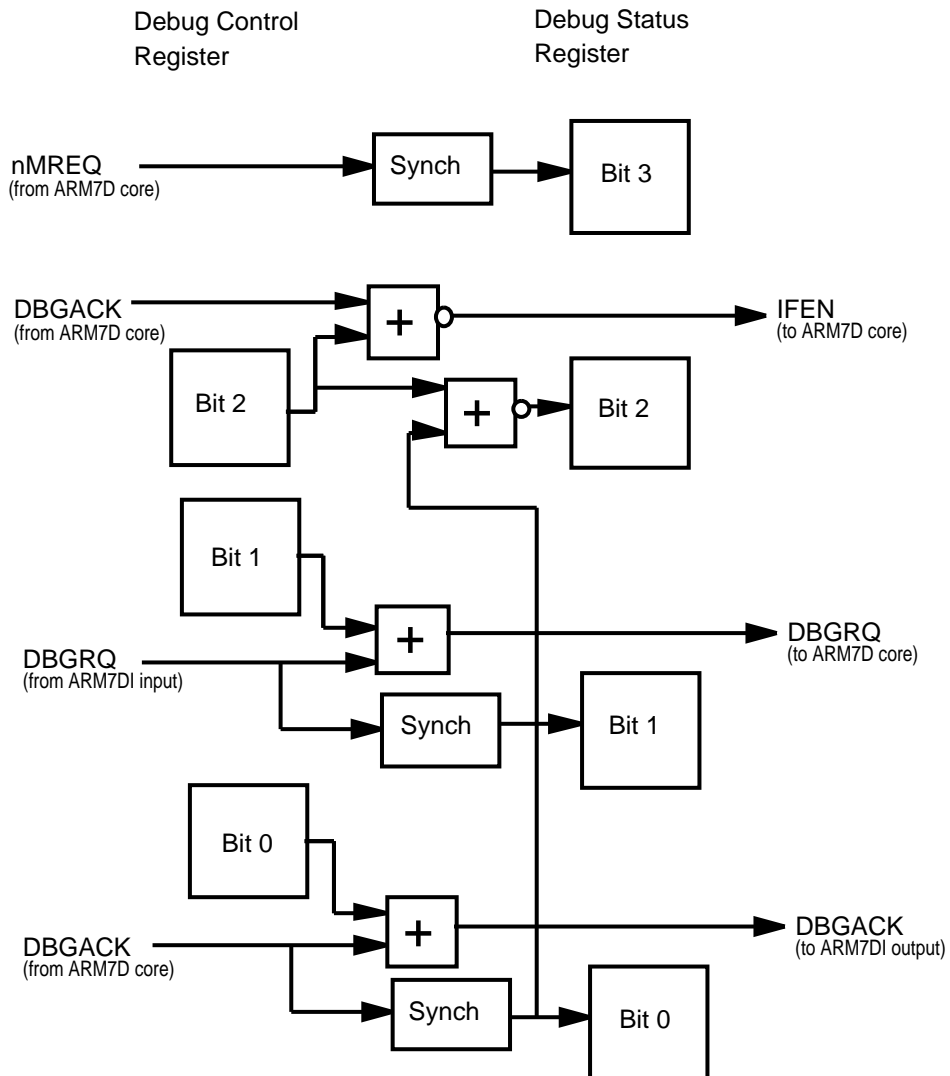 Debug Control
Register
Debug Status
Register
nMREQ
(from ARM7D core)
Synch
Bit 3
DBGACK
(from ARM7D core)
+
IFEN
(to ARM7D core)
Bit 2
+
Bit 2
Bit 1
+
DBGRQ
(from ARM7DI input)
DBGRQ
(to ARM7D core)
Synch
Bit 1
Bit 0
+
DBGACK
(from ARM7D core)
DBGACK
(to ARM7DI output)
Synch
Bit 0